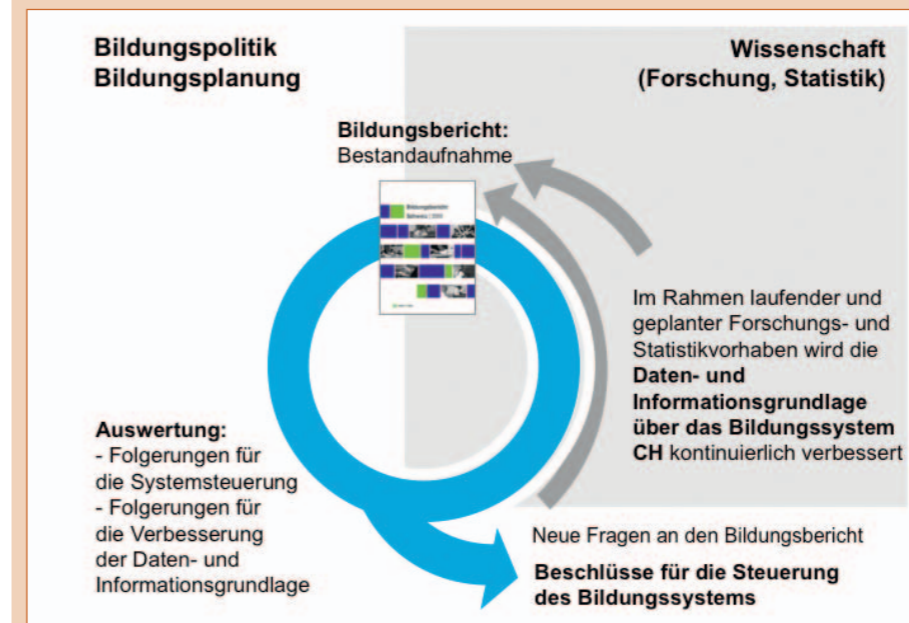 Bildungspolitik
Bildungsplanung
Wissenschaft
(Forschung, Statistik)
Bildungsbericht:
Bestandaufnahme
Bildungsbericht
Schweiz
Im Rahmen laufender und
geplanter Forschungs- und
Statistikvorhaben wird die
Daten- und
Informationsgrundlage
über das Bildungssystem
CH kontinuierlich verbessert
Auswertung:
- Folgerungen für
die Systemsteuerung
- Folgerungen für
die Verbesserung
der Daten- und
Informationsgrundlage
Neue Fragen an den Bildungsbericht
Beschlüsse für die Steuerung
des Bildungssystems